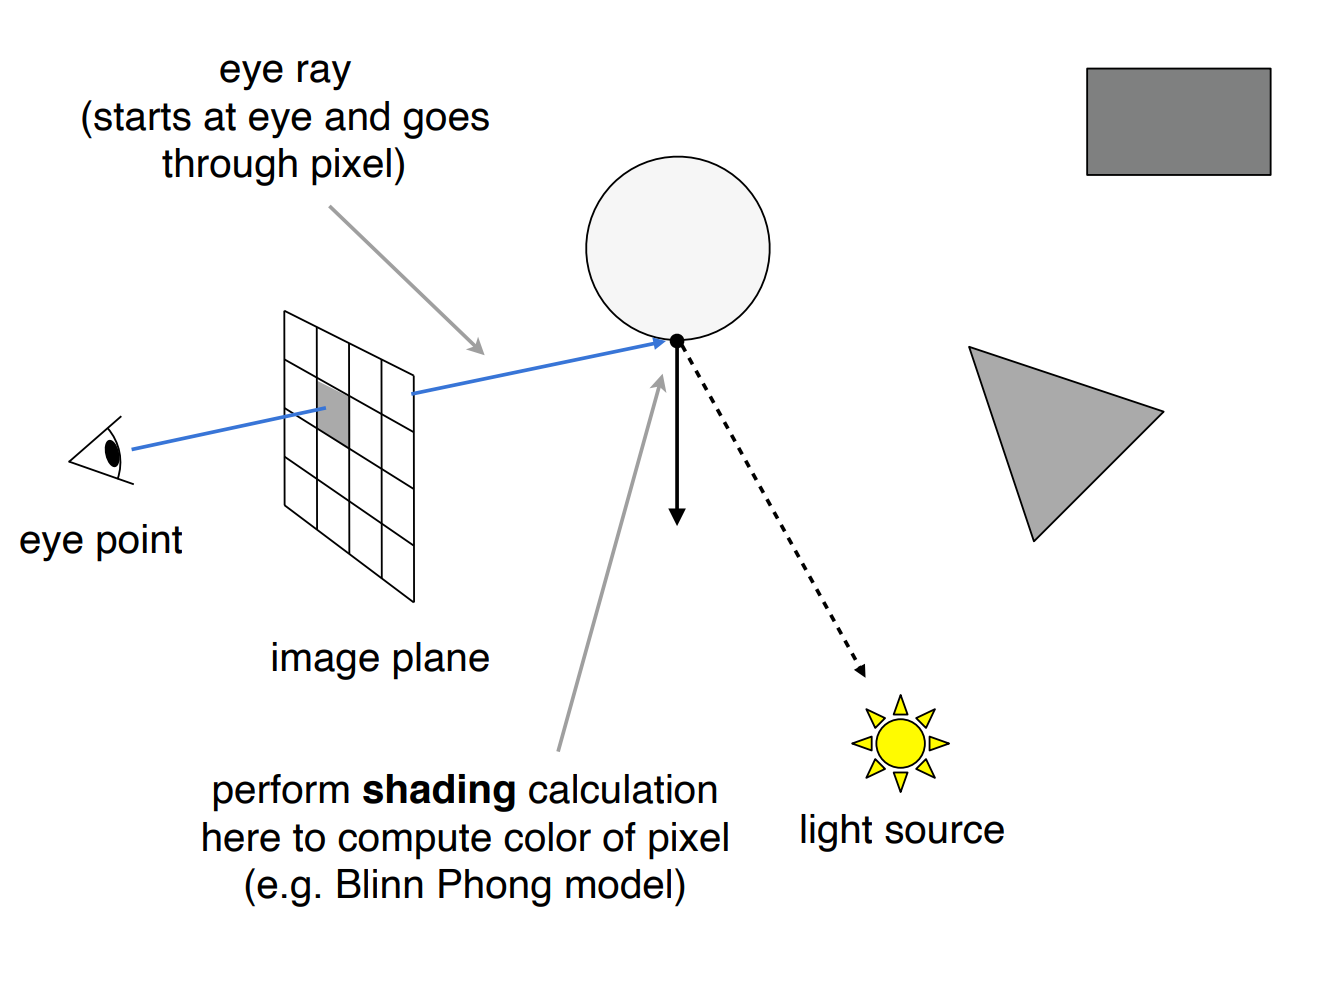 eye ray
(starts at eye and goes
through pixel)
eye point
image plane
perform shading calculation
here to compute color of pixel
(e.g. Blinn Phong model)
light source